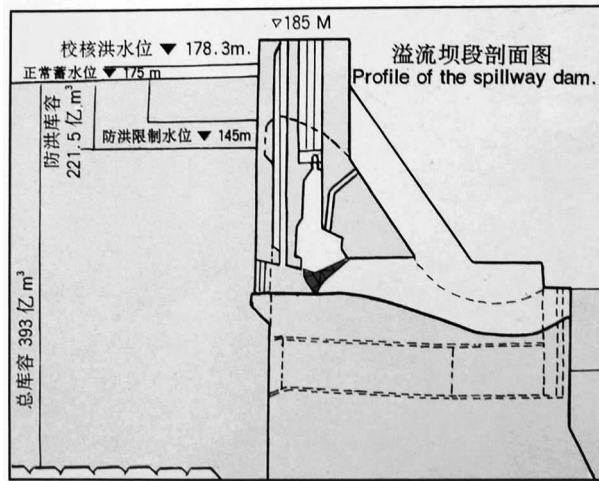 ▽185 M
校核洪水位 ▼ 178.3m.
正常蓄水位 ▼ 175 m
防洪限制水位 ▼ 145m
防洪库容
221.5 亿 m³
总库容 393 亿 m³
溢流坝段剖面图
Profile of the spillway dam.